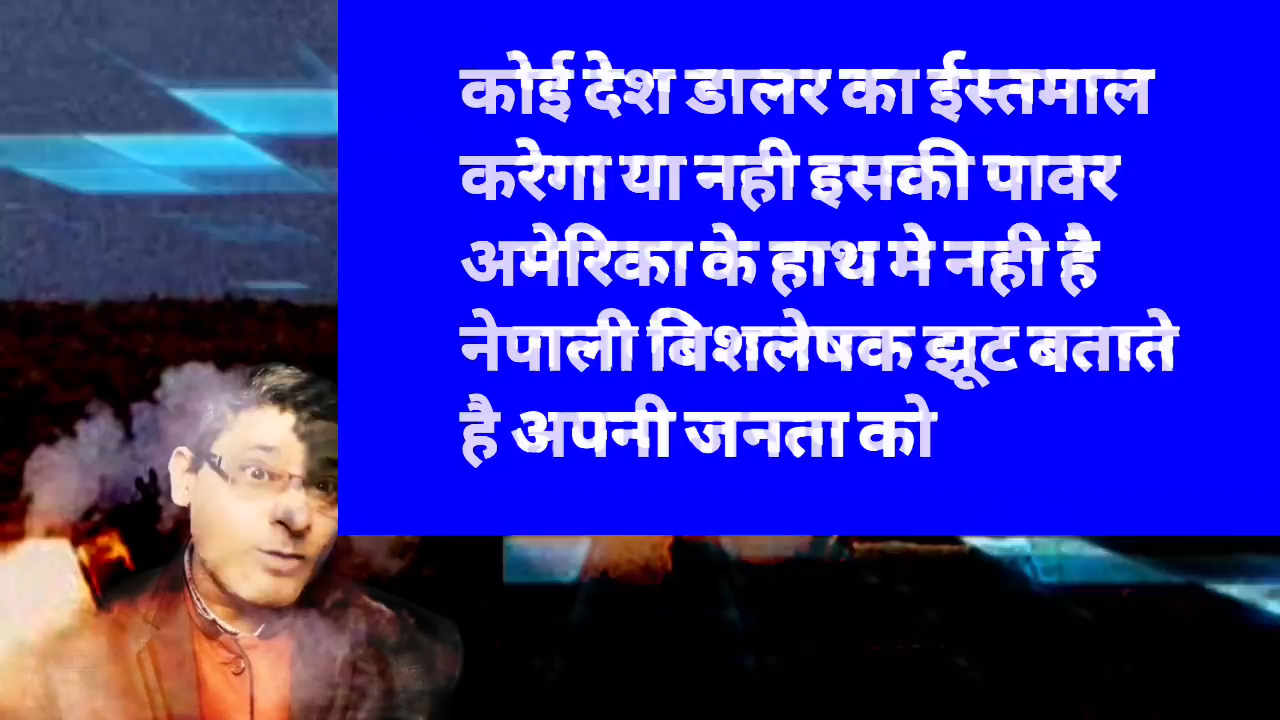 कोई देश डालर का ईस्तमाल
करेगा या नही इसकी पावर
अमेरिका के हाथ मे नही है
नेपाली बिशलेषक झूट बताते
है अपनी जनता को